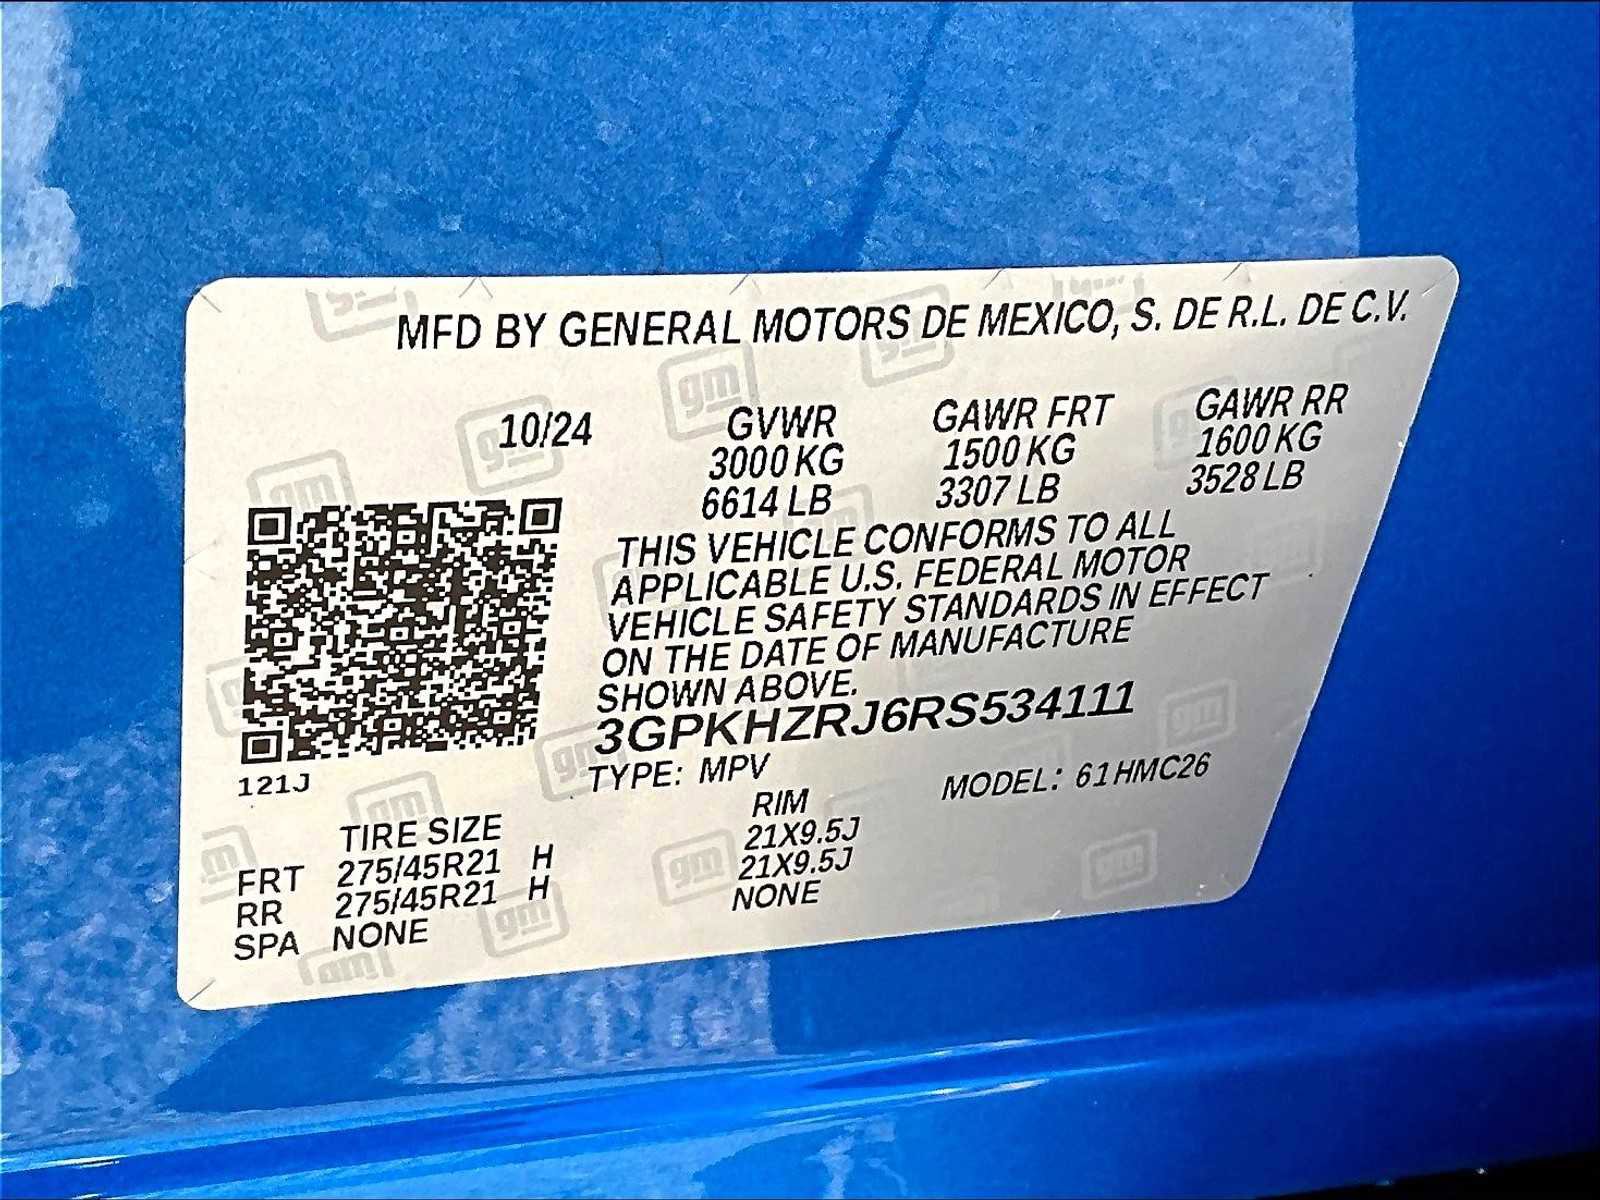 MFD BY GENERAL MOTORS DE MEXICO, S. DE R.L. DE C.V.
10/24 GVWR GAWR FRT GAWR RR
3000 KG 1500 KG 1600 KG
6614 LB 3307 LB 3528 LB
THIS VEHICLE CONFORMS TO ALL
APPLICABLE U.S. FEDERAL MOTOR
VEHICLE SAFETY STANDARDS IN EFFECT
ON THE DATE OF MANUFACTURE
SHOWN ABOVE.
3GPKHZRJ6RS534111
121J
TYPE: MPV MODEL: 61HMC26
TIRE SIZE RIM
FRT 275/45R21 H 21X9.5J
RR 275/45R21 H 21X9.5J
SPA NONE NONE